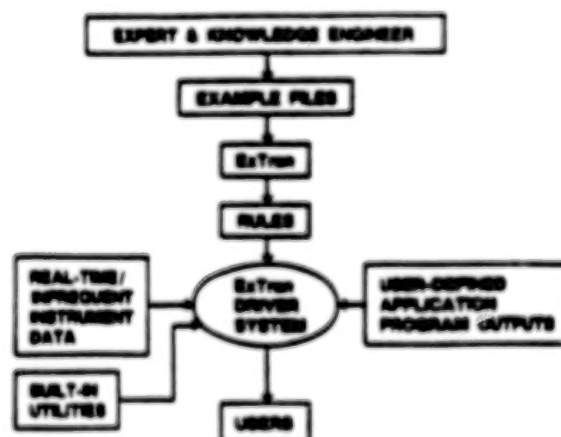 EXPERT & KNOWLEDGE ENGINEER
EXAMPLE FILES
ExTran
RULES
REAL-TIME/
INFREQUENT
INSTRUMENT
DATA
ExTran
DRIVER
SYSTEM
USER-DEFINED
APPLICATION
PROGRAM OUTPUTS
BUILT-IN
UTILITIES
USERS